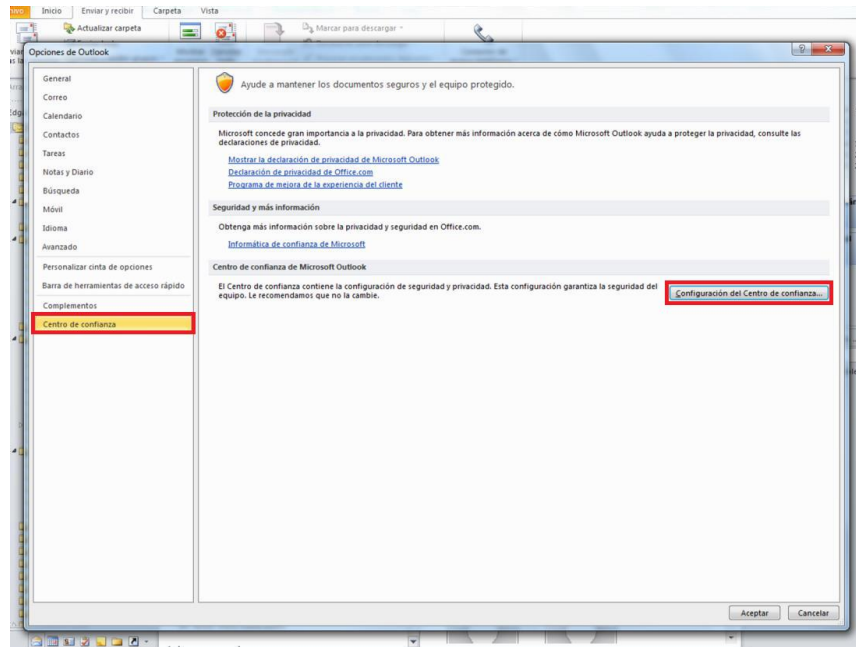 Inicio Enviar y recibir Carpeta Vista
Actualizar carpeta
Marcar para descargar
Opciones de Outlook
General
Correo
Calendario
Contactos
Tareas
Notas y Diario
Búsqueda
Móvil
Idioma
Avanzado
Personalizar cinta de opciones
Barra de herramientas de acceso rápido
Complementos
Centro de confianza
Ayude a mantener los documentos seguros y el equipo protegido.
Protección de la privacidad
Microsoft concede gran importancia a la privacidad. Para obtener más información acerca de cómo Microsoft Outlook ayuda a proteger la privacidad, consulte las
declaraciones de privacidad.
Mostrar la declaración de privacidad de Microsoft Outlook
Declaración de privacidad de Office.com
Programa de mejora de la experiencia del cliente
Seguridad y más información
Obtenga más información sobre la privacidad y seguridad en Office.com.
Informática de confianza de Microsoft
Centro de confianza de Microsoft Outlook
El Centro de confianza contiene la configuración de seguridad y privacidad. Esta configuración garantiza la seguridad del
equipo. Le recomendamos que no la cambie.
Configuración del Centro de confianza...
Aceptar Cancelar